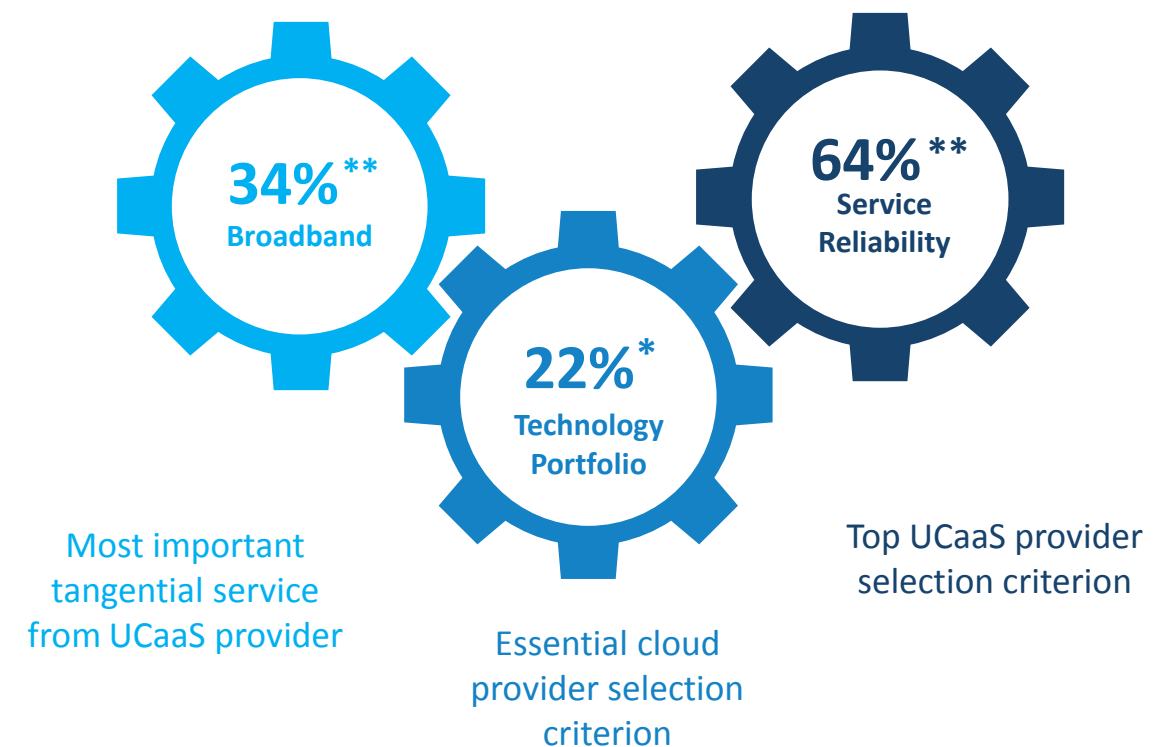 34%**
Broadband
Most important
tangential service
from UCaaS provider
22%*
Technology
Portfolio
Essential cloud
provider selection
criterion
64%**
Service
Reliability
Top UCaaS provider
selection criterion